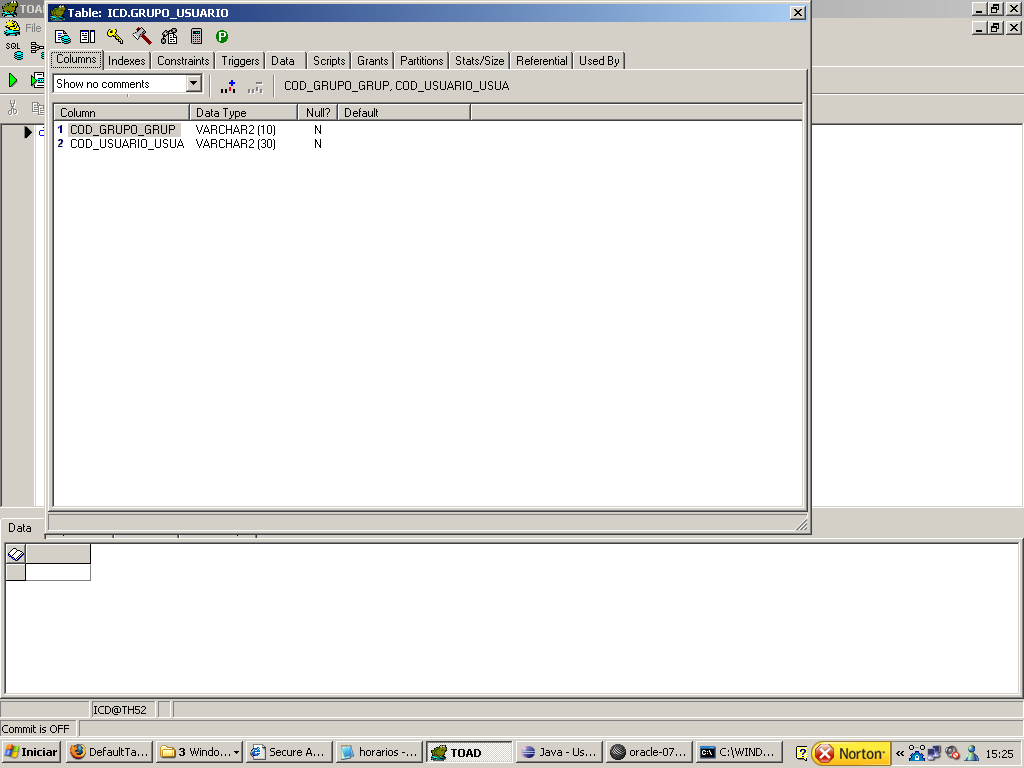 TOAD
Table: ICD.GRUPO_USUARIO
File
SQL
Columns Indexes Constraints Triggers Data Scripts Grants Partitions Stats/Size Referential Used By
Show no comments COD_GRUPO_GRUP, COD_USUARIO_USUA
Column Data Type Null? Default
1 COD_GRUPO_GRUP VARCHAR2 (10) N
2 COD_USUARIO_USUA VARCHAR2 (30) N
Data
ICD@TH52
Commit is OFF
Iniciar DefaultTa... 3 Windo... Secure A... horarios -... TOAD Java - Us... oracle-07... C:\WIND... Norton 15:25